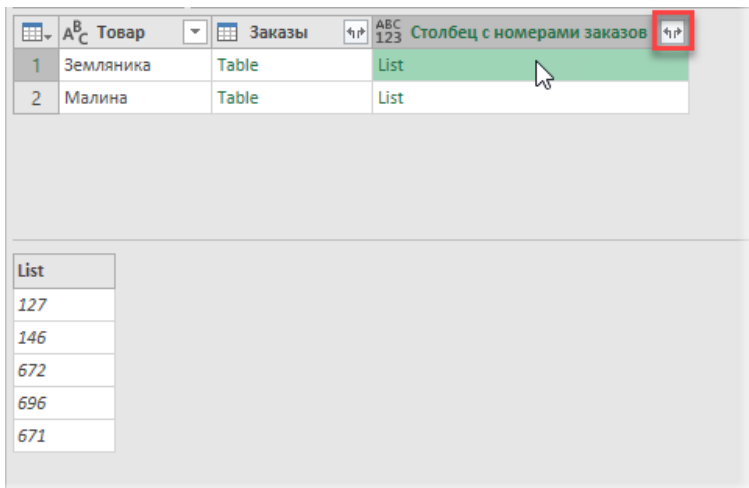 ABC Товар Заказы ABC 123 Столбец с номерами заказов
1 Земляника Table List
2 Малина Table List
List
127
146
672
696
671